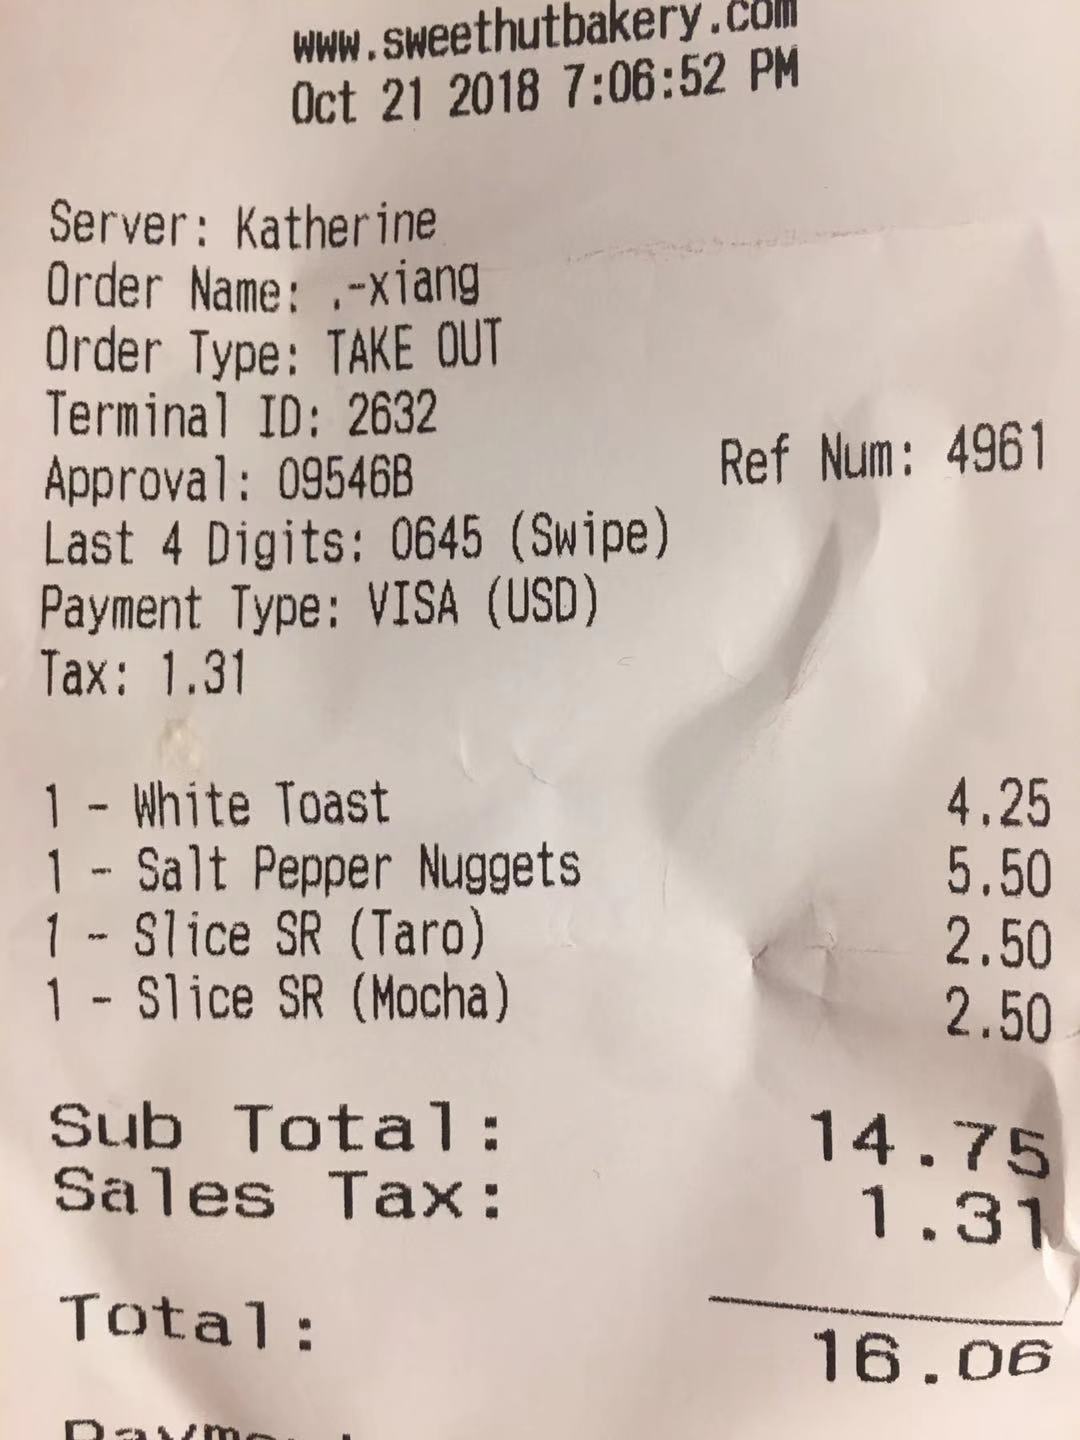 www.sweethutbakery.com
Oct 21 2018 7:06:52 PM
Server: Katherine
Order Name: .-xiang
Order Type: TAKE OUT
Terminal ID: 2632
Approval: 09546B Ref Num: 4961
Last 4 Digits: 0645 (Swipe)
Payment Type: VISA (USD)
Tax: 1.31
1 - White Toast 4.25
1 - Salt Pepper Nuggets 5.50
1 - Slice SR (Taro) 2.50
1 - Slice SR (Mocha) 2.50
Sub Total: 14.75
Sales Tax: 1.31
Total: 16.06